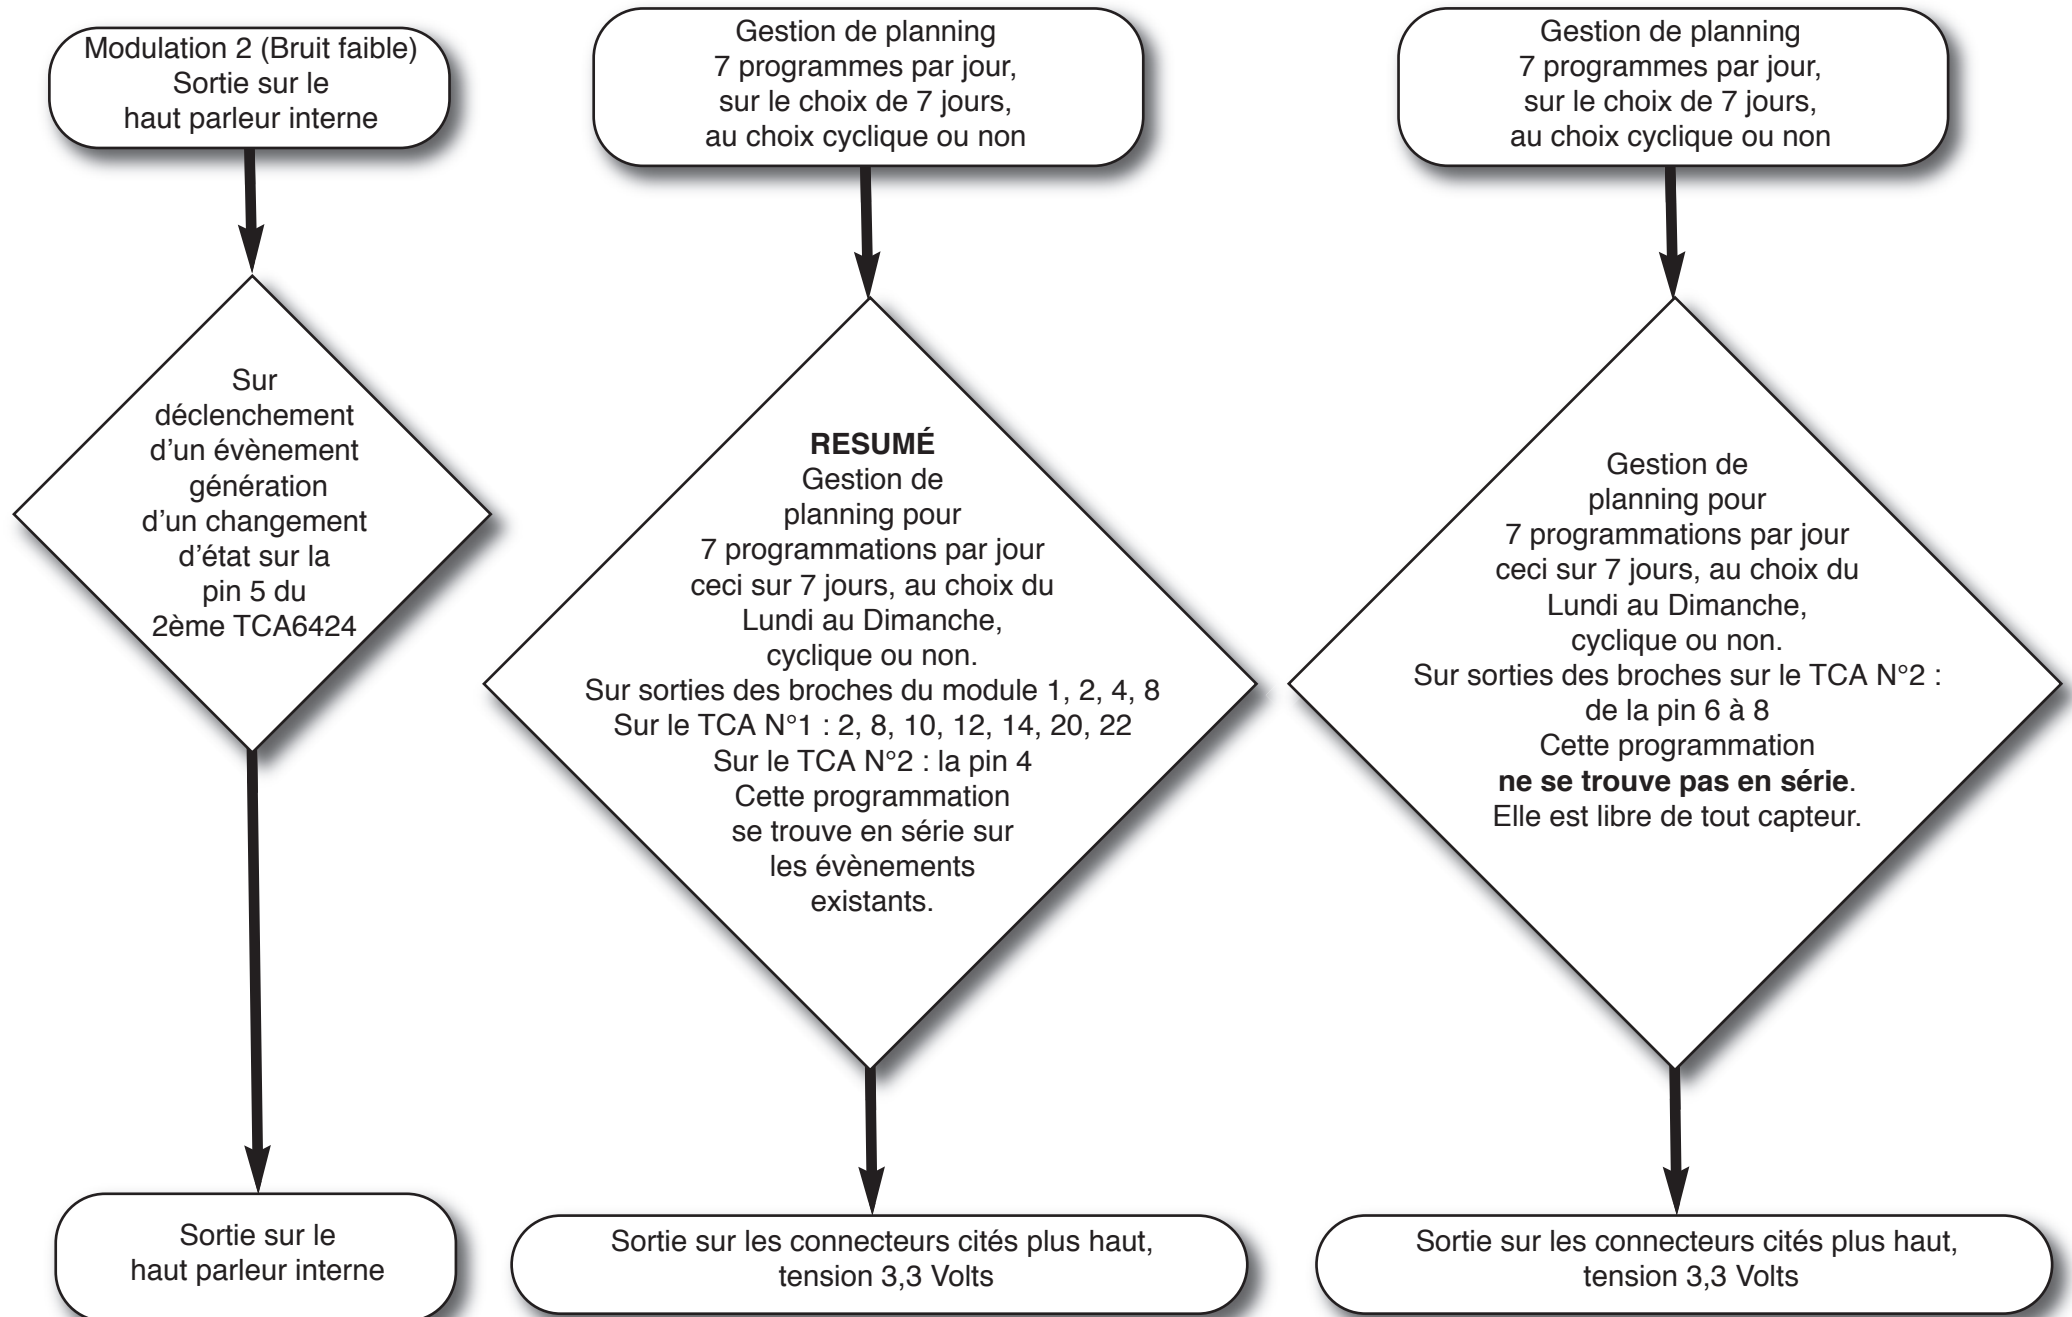 Modulation 2 (Bruit faible)
Sortie sur le
haut parleur interne
Sur
déclenchement
d'un évènement
génération
d'un changement
d'état sur la
pin 5 du
2ème TCA6424
Sortie sur le
haut parleur interne
Gestion de planning
7 programmes par jour,
sur le choix de 7 jours,
au choix cyclique ou non
RESUMÉ
Gestion de
planning pour
7 programmations par jour
ceci sur 7 jours, au choix du
Lundi au Dimanche,
cyclique ou non.
Sur sorties des broches du module 1, 2, 4, 8
Sur le TCA N°1 : 2, 8, 10, 12, 14, 20, 22
Sur le TCA N°2 : la pin 4
Cette programmation
se trouve en série sur
les évènements
existants.
Sortie sur les connecteurs cités plus haut,
tension 3,3 Volts
Gestion de planning
7 programmes par jour,
sur le choix de 7 jours,
au choix cyclique ou non
Gestion de
planning pour
7 programmations par jour
ceci sur 7 jours, au choix du
Lundi au Dimanche,
cyclique ou non.
Sur sorties des broches sur le TCA N°2 :
de la pin 6 à 8
Cette programmation
ne se trouve pas en série.
Elle est libre de tout capteur.
Sortie sur les connecteurs cités plus haut,
tension 3,3 Volts